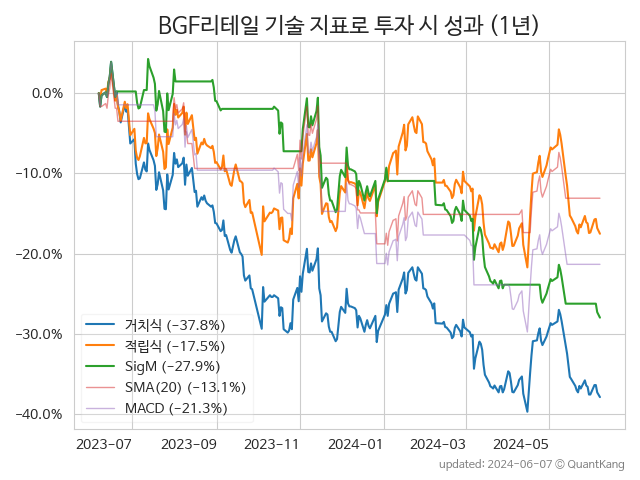 BGF리테일 기술 지표로 투자 시 성과 (1년)
0.0%
−10.0%
−20.0%
−30.0%
−40.0%
거치식 (−37.8%)
적립식 (−17.5%)
SigM (−27.9%)
SMA(20) (−13.1%)
MACD (−21.3%)
2023-07 2023-09 2023-11 2024-01 2024-03 2024-05
updated: 2024-06-07 © QuantKang